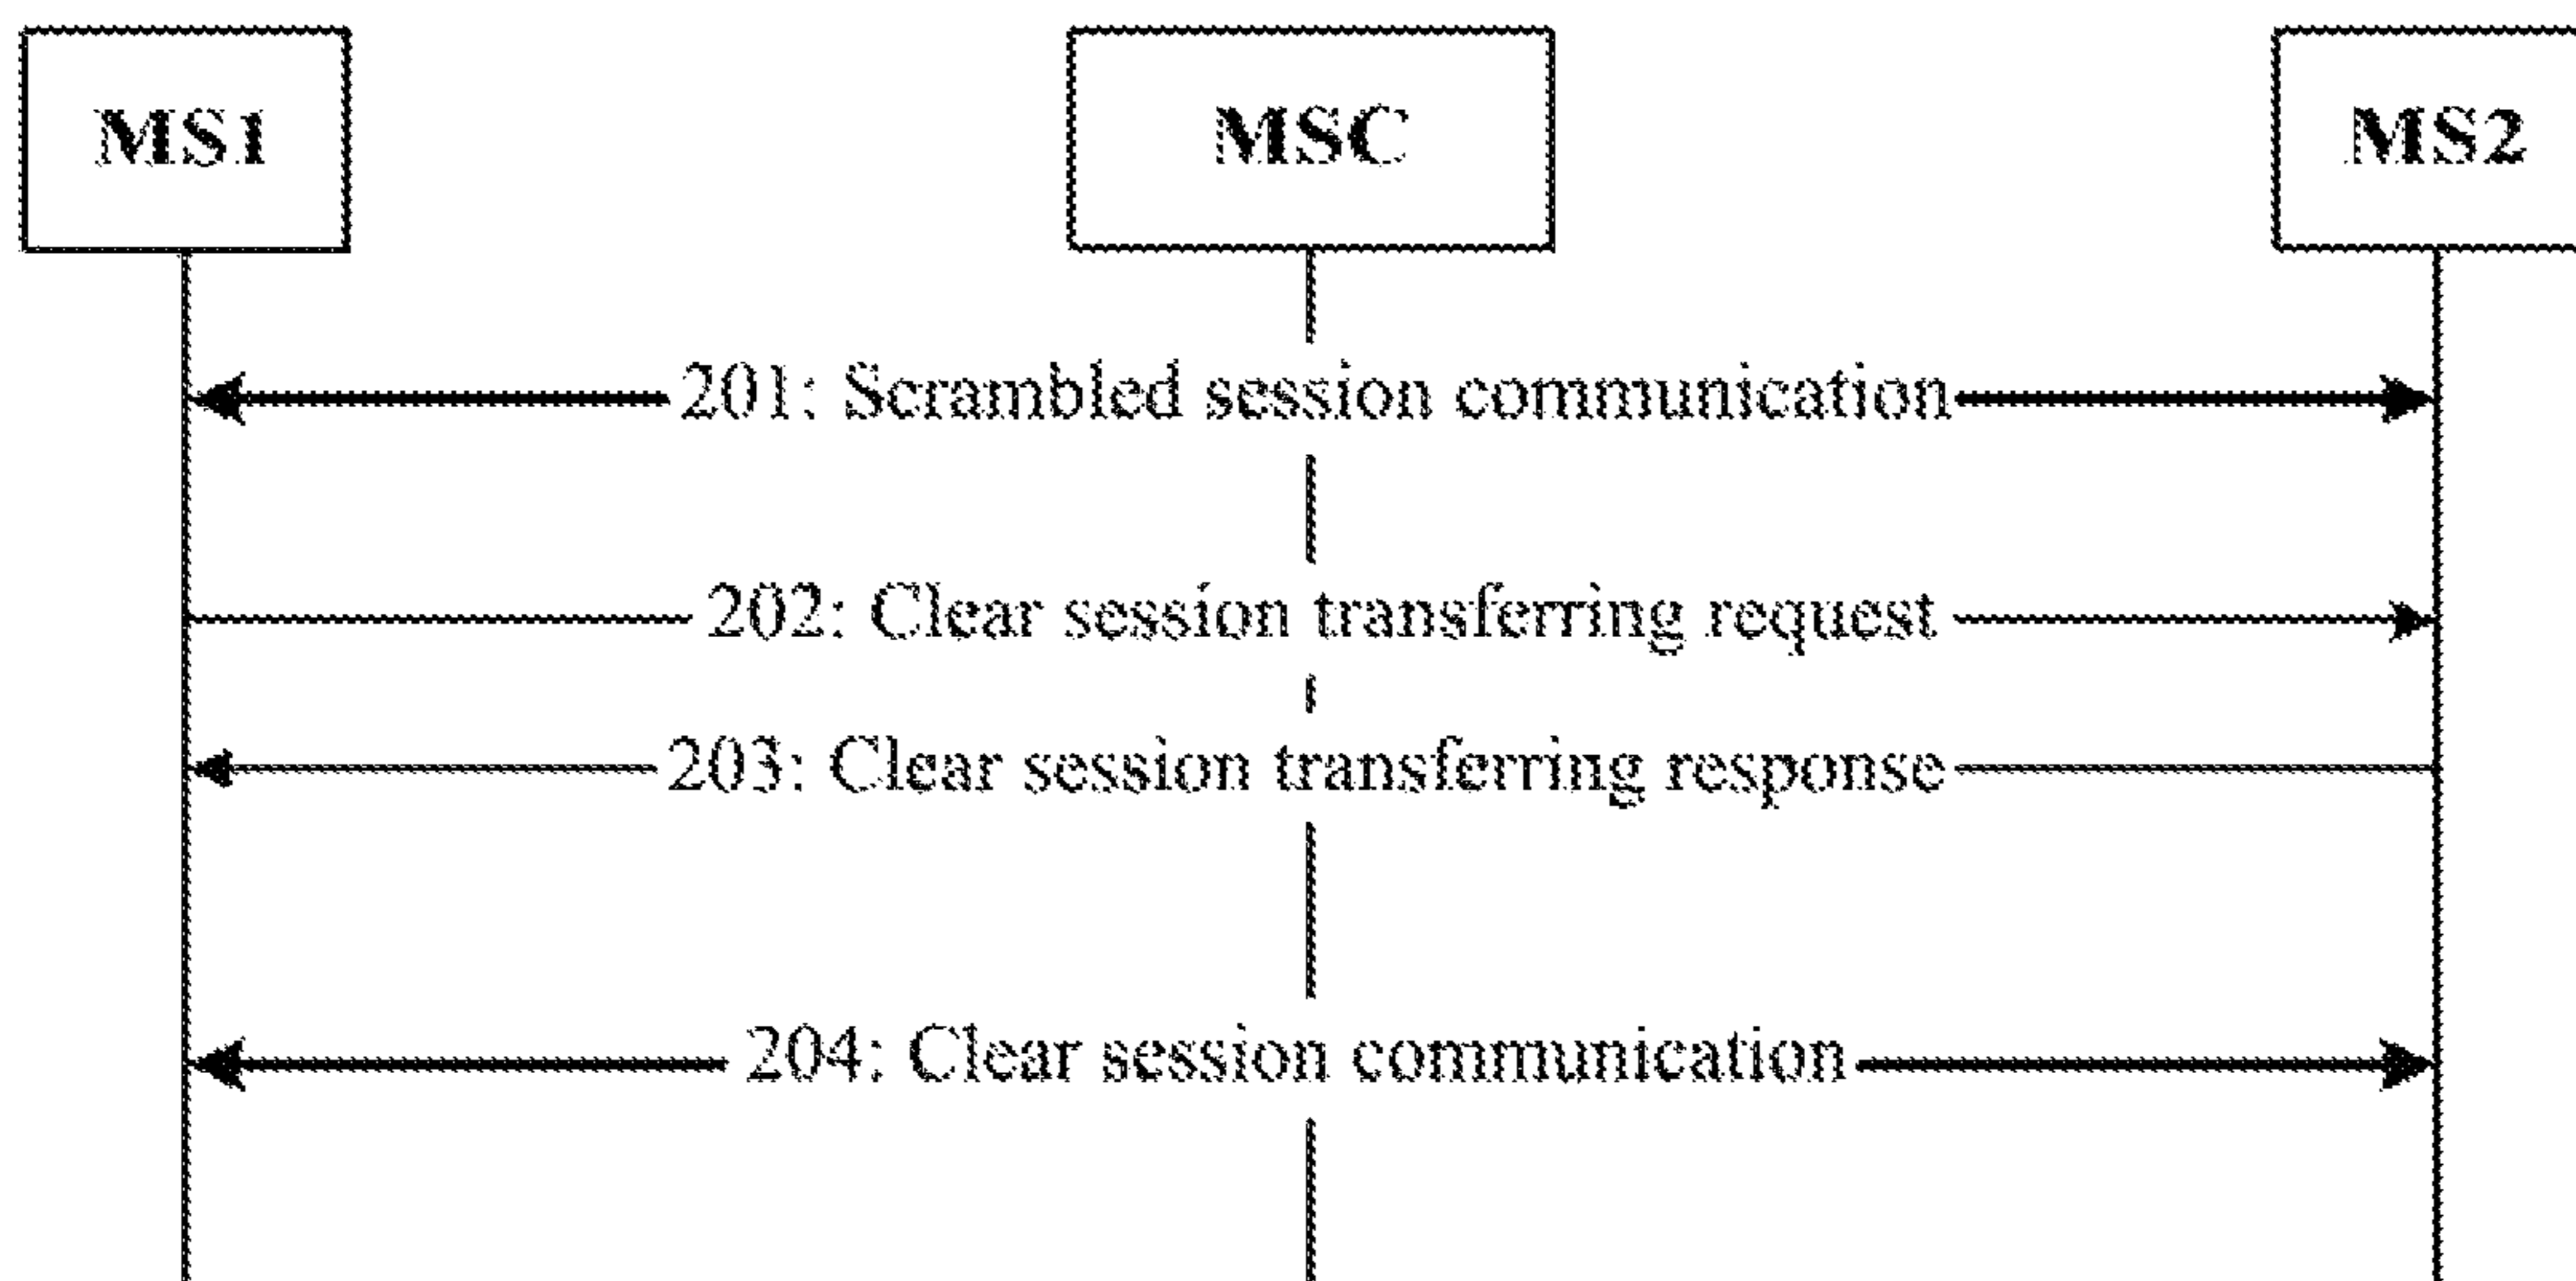 MS1
MSC
MS2
201: Scrambled session communication
202: Clear session transferring request
203: Clear session transferring response
204: Clear session communication